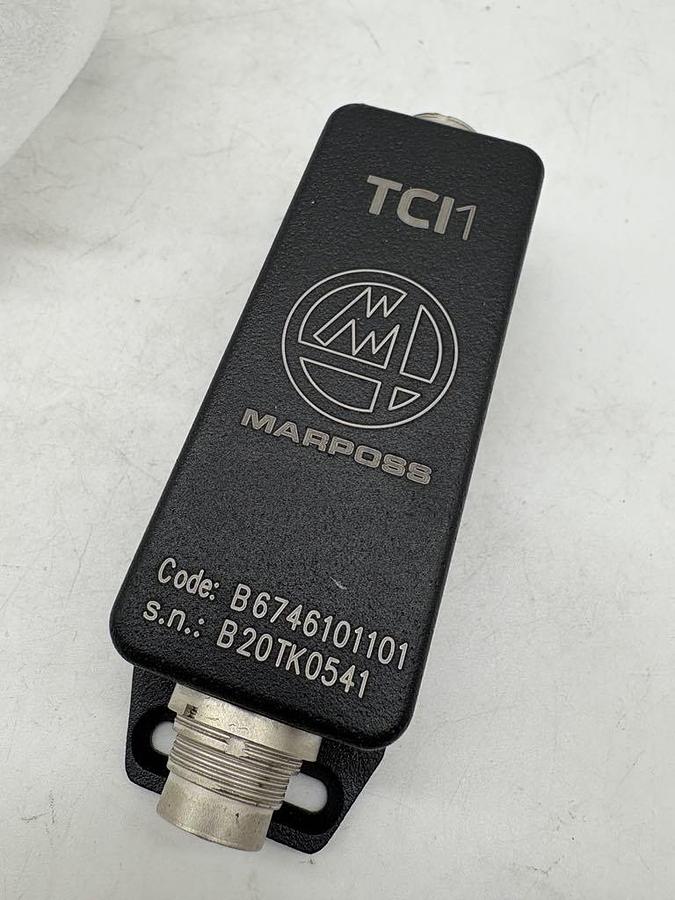 TCI1
MARPOSS
Code: B6746101101
s.n.: B20TK0541